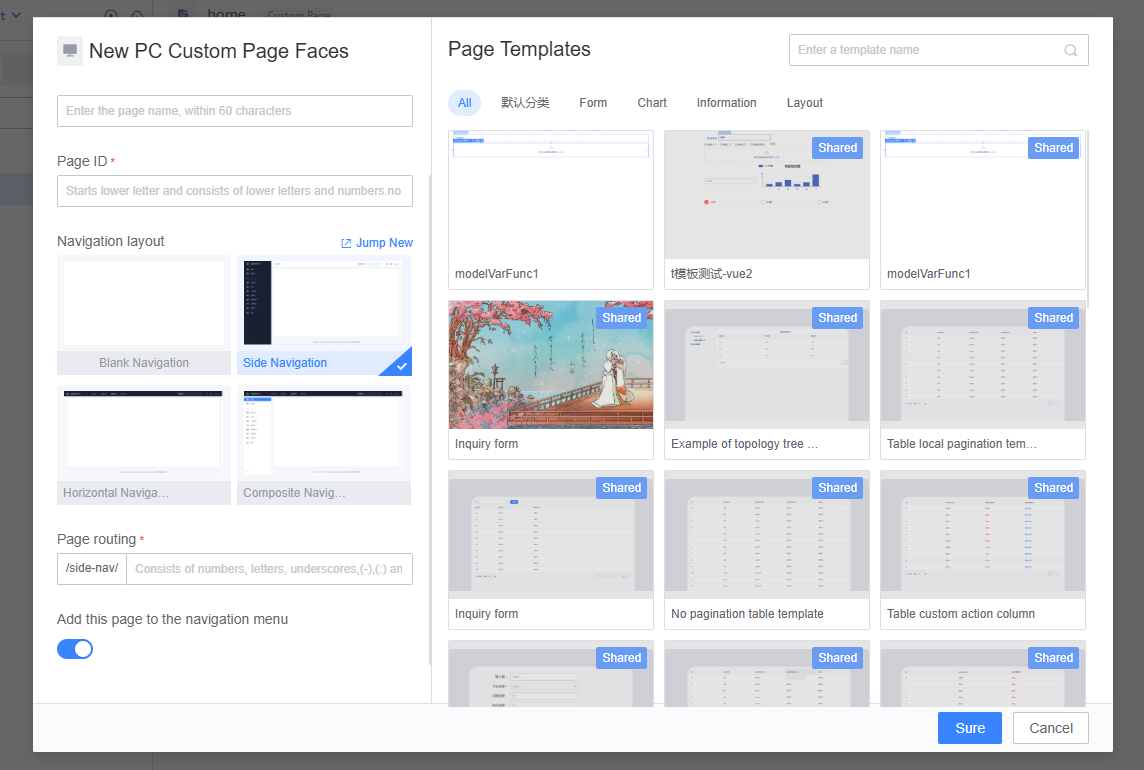 home
Custom Page
New PC Custom Page Faces
Enter the page name, within 60 characters
Page ID *
Starts lower letter and consists of lower letters and numbers.no
Navigation layout
Jump New
Blank Navigation
Side Navigation
Horizontal Naviga…
Composite Navig…
Page routing *
/side-nav/
Consists of numbers, letters, underscores,(-),(:) an
Add this page to the navigation menu
Page Templates
Enter a template name
All
默认分类
Form
Chart
Information
Layout
modelVarFunc1
Shared
t模板测试-vue2
Shared
modelVarFunc1
Shared
Inquiry form
Shared
Example of topology tree …
Shared
Table local pagination tem…
Shared
Inquiry form
Shared
No pagination table template
Shared
Table custom action column
Shared
Shared
Shared
Sure
Cancel